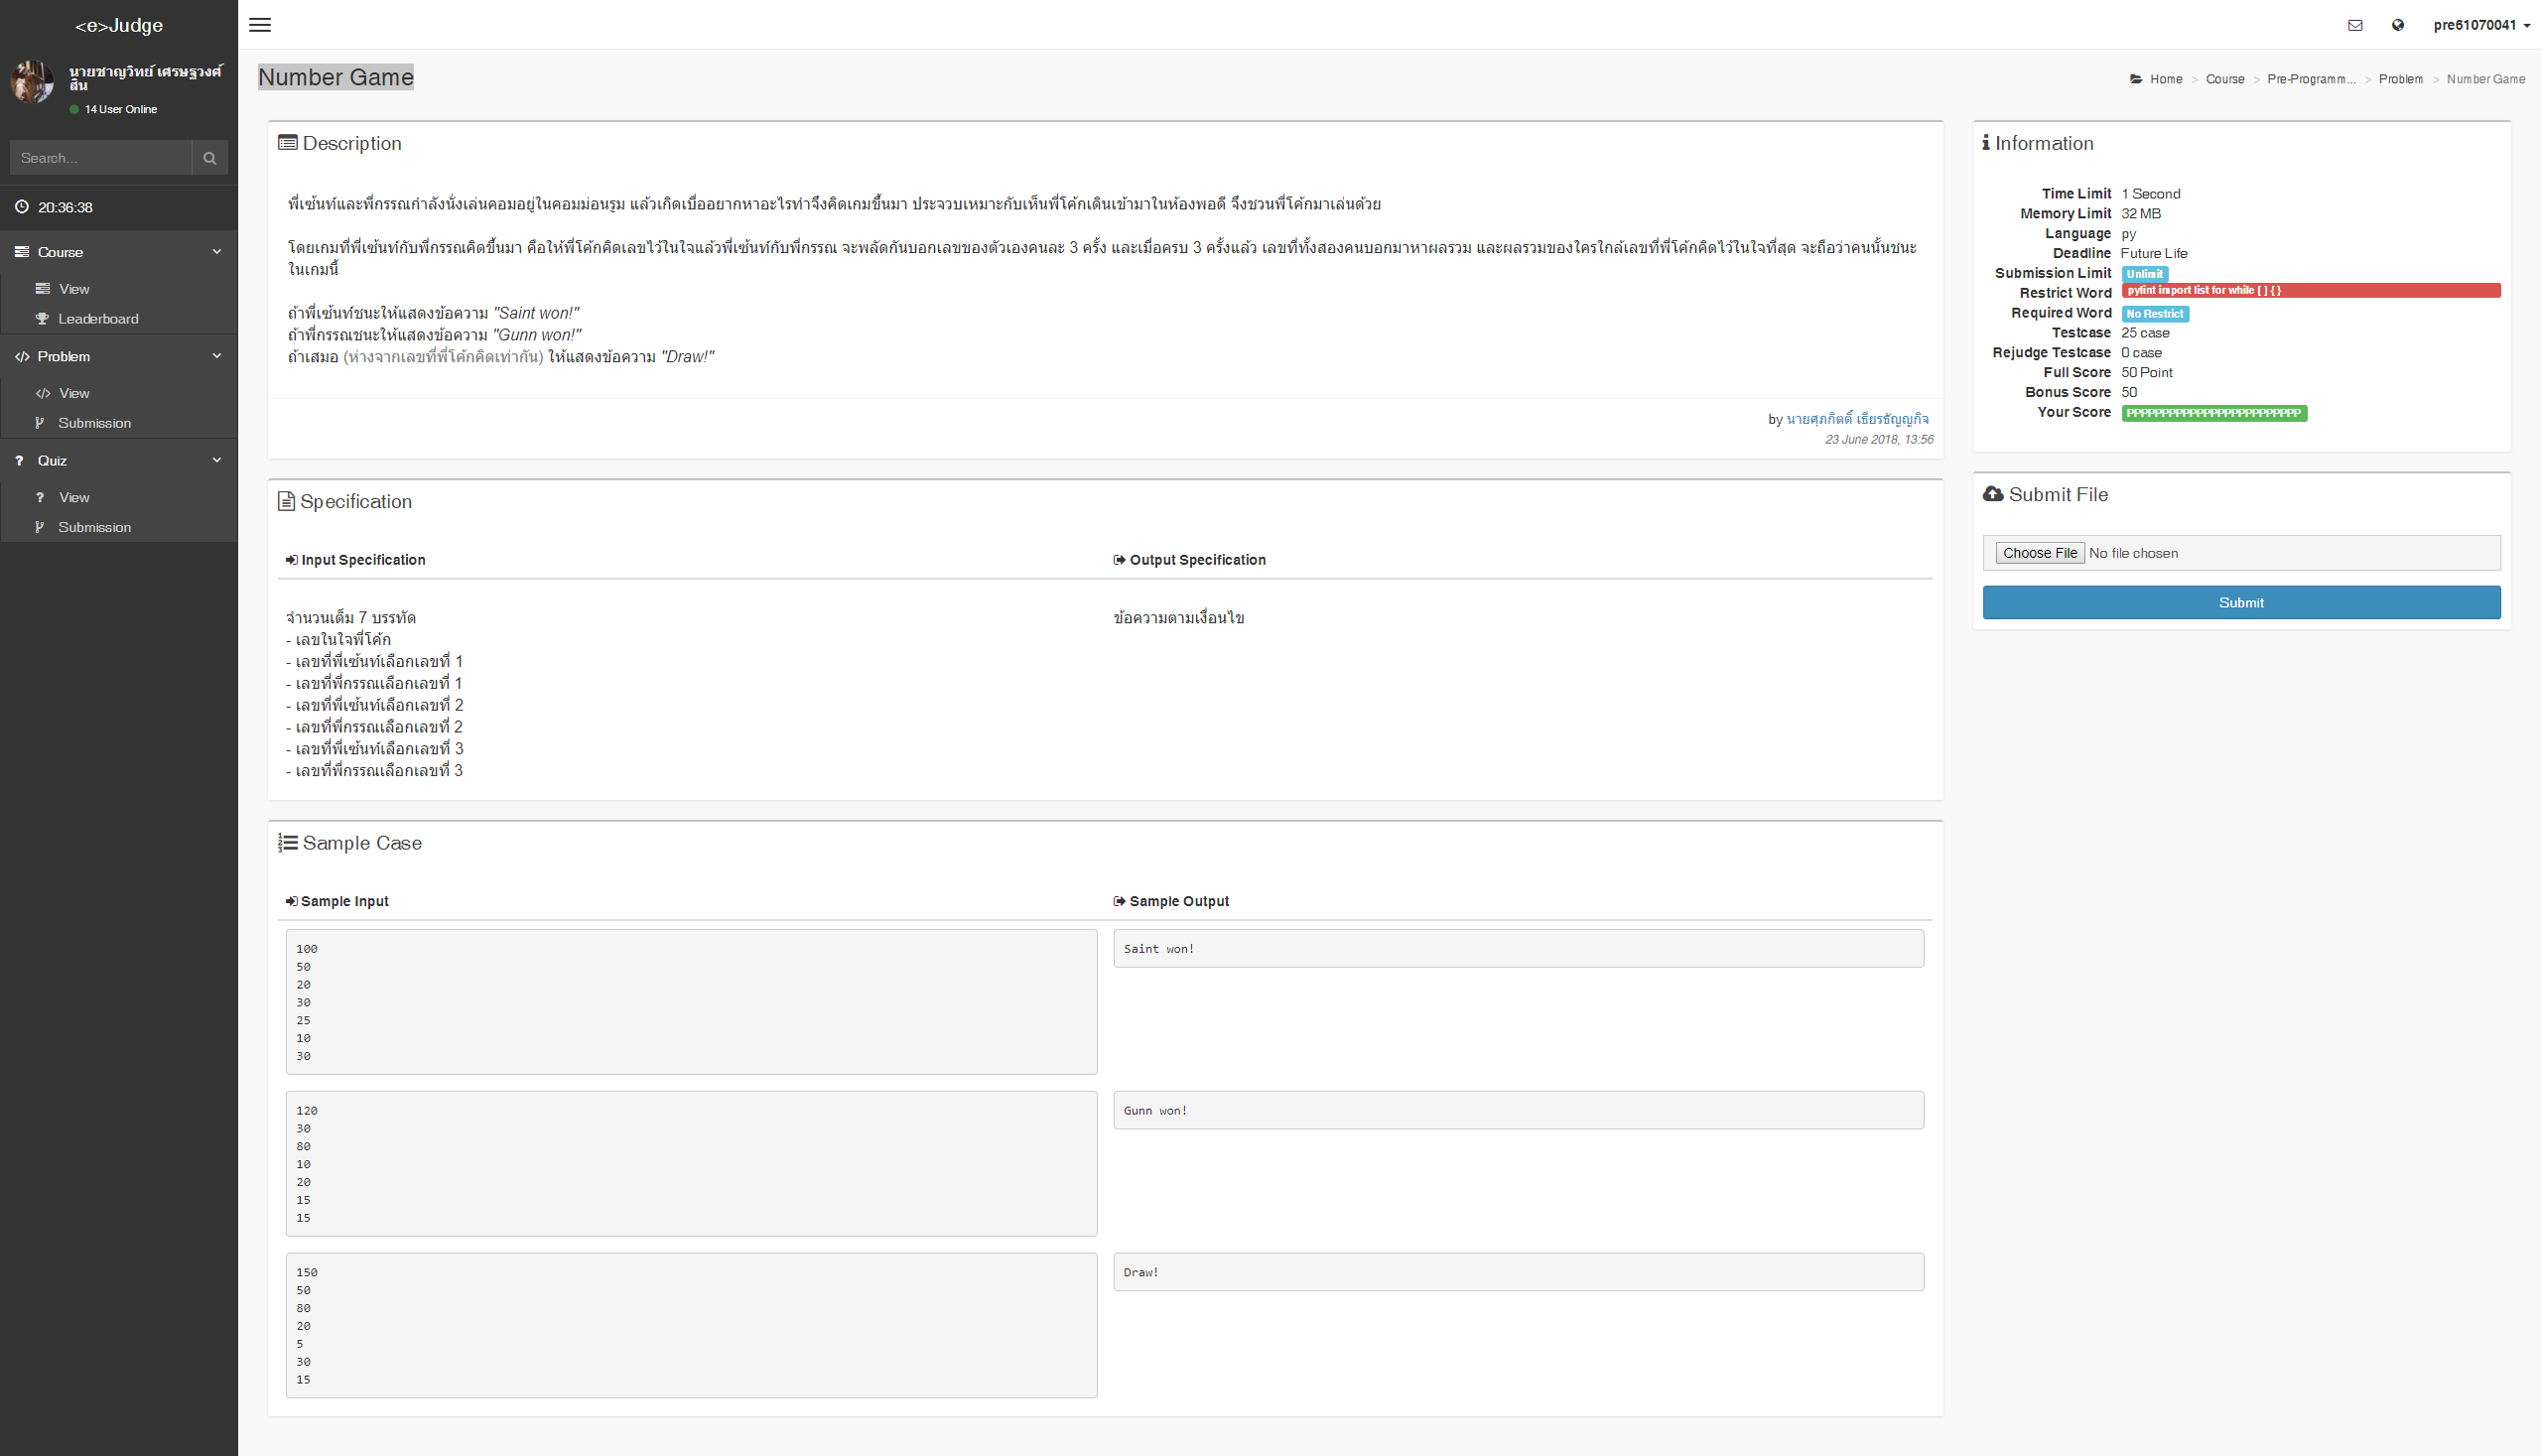 <e>Judge
pre61070041
นายชาญวิทย์ เศรษฐวงศ์
สิน
14 User Online
Search...
20:36:38
Course
View
Leaderboard
Problem
View
Submission
Quiz
View
Submission
Number Game
Home > Course > Pre-Programm... > Problem > Number Game
Description
พี่เซ้นท์และพี่กรรณกำลังนั่งเล่นคอมอยู่ในคอมม่อนรูม แล้วเกิดเบื่ออยากหาอะไรทำจึงคิดเกมขึ้นมา ประจวบเหมาะกับเห็นพี่โค้กเดินเข้ามาในห้องพอดี จึงชวนพี่โค้กมาเล่นด้วย
โดยเกมที่พี่เซ้นท์กับพี่กรรณคิดขึ้นมา คือให้พี่โค้กคิดเลขไว้ในใจแล้วพี่เซ้นท์กับพี่กรรณ จะพลัดกันบอกเลขของตัวเองคนละ 3 ครั้ง และเมื่อครบ 3 ครั้งแล้ว เลขที่ทั้งสองคนบอกมาหาผลรวม และผลรวมของใครใกล้เลขที่พี่โค้กคิดไว้ในใจที่สุด จะถือว่าคนนั้นชนะ
ในเกมนี้
ถ้าพี่เซ้นท์ชนะให้แสดงข้อความ "Saint won!"
ถ้าพี่กรรณชนะให้แสดงข้อความ "Gunn won!"
ถ้าเสมอ (ห่างจากเลขที่พี่โค้กคิดเท่ากัน) ให้แสดงข้อความ "Draw!"
by นายศุภกิตติ์ เธียรธัญญกิจ
23 June 2018, 13:56
Information
Time Limit 1 Second
Memory Limit 32 MB
Language py
Deadline Future Life
Submission Limit Unlimit
Restrict Word pylint import list for while [ ] { }
Required Word No Restrict
Testcase 25 case
Rejudge Testcase 0 case
Full Score 50 Point
Bonus Score 50
Your Score PPPPPPPPPPPPPPPPPPPPPPPPP
Submit File
Choose File No file chosen
Submit
Specification
Input Specification
จำนวนเต็ม 7 บรรทัด
- เลขในใจพี่โค้ก
- เลขที่พี่เซ้นท์เลือกเลขที่ 1
- เลขที่พี่กรรณเลือกเลขที่ 1
- เลขที่พี่เซ้นท์เลือกเลขที่ 2
- เลขที่พี่กรรณเลือกเลขที่ 2
- เลขที่พี่เซ้นท์เลือกเลขที่ 3
- เลขที่พี่กรรณเลือกเลขที่ 3
Output Specification
ข้อความตามเงื่อนไข
Sample Case
Sample Input
Sample Output
100
50
20
30
25
10
30
Saint won!
120
30
80
10
20
15
15
Gunn won!
150
50
80
20
5
30
15
Draw!